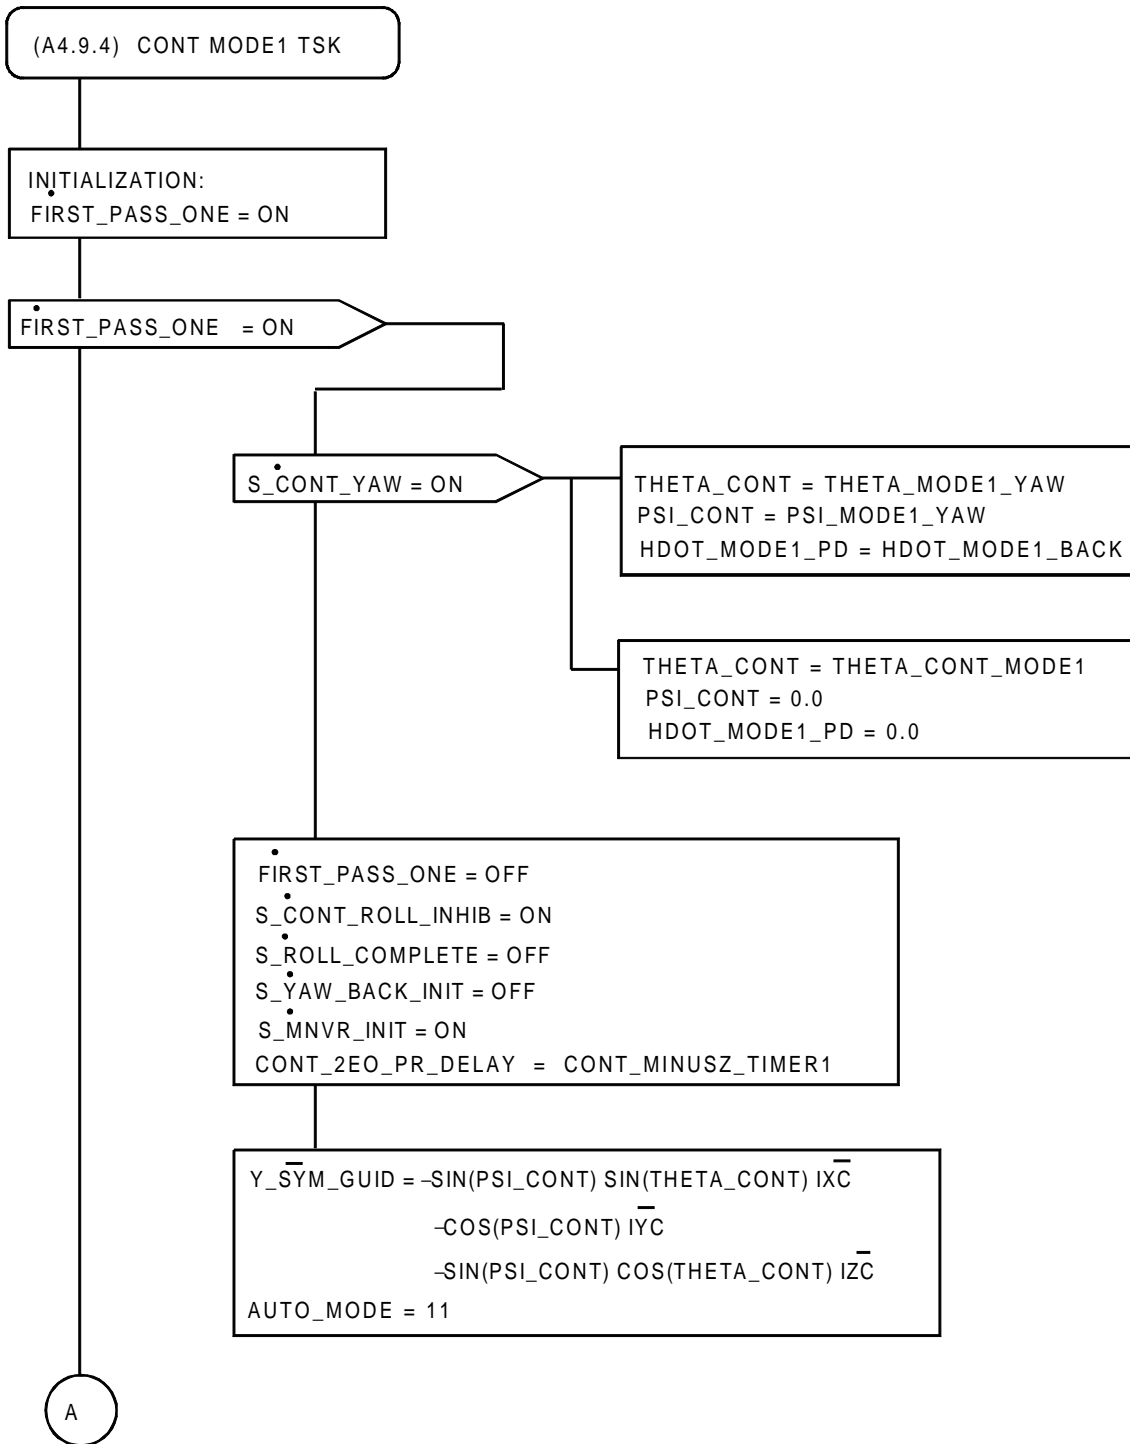 (A4.9.4) CONT MODE1 TSK
INITIALIZATION:
FIRST_PASS_ONE = ON
FIRST_PASS_ONE = ON
S_CONT_YAW = ON
THETA_CONT = THETA_MODE1_YAW
PSI_CONT = PSI_MODE1_YAW
HDOT_MODE1_PD = HDOT_MODE1_BACK
THETA_CONT = THETA_CONT_MODE1
PSI_CONT = 0.0
HDOT_MODE1_PD = 0.0
FIRST_PASS_ONE = OFF
S_CONT_ROLL_INHIB = ON
S_ROLL_COMPLETE = OFF
S_YAW_BACK_INIT = OFF
S_MNVR_INIT = ON
CONT_2EO_PR_DELAY = CONT_MINUSZ_TIMER1
Y_SYM_GUID = –SIN(PSI_CONT) SIN(THETA_CONT) IXC
–COS(PSI_CONT) IYC
–SIN(PSI_CONT) COS(THETA_CONT) IZC
AUTO_MODE = 11
A